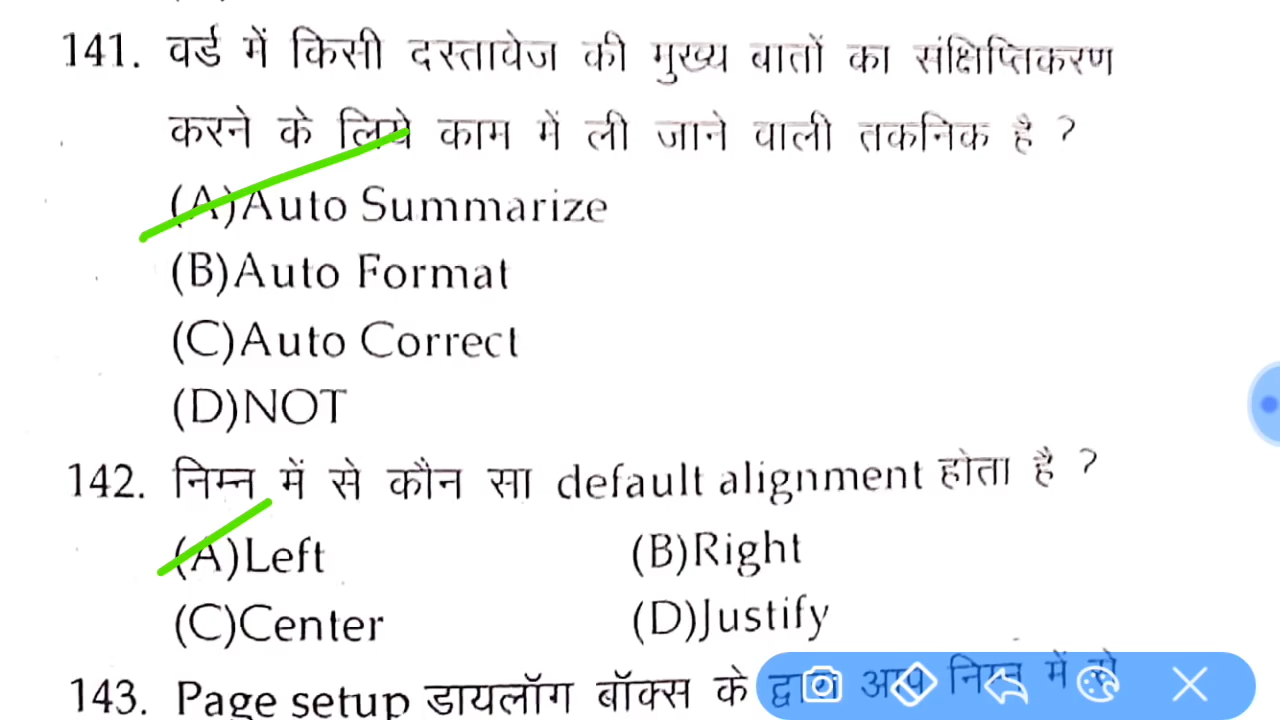 141. वर्ड में किसी दस्तावेज की मुख्य बातों का संक्षिप्तिकरण
करने के लिये काम में ली जाने वाली तकनिक है ?
(A)Auto Summarize
(B)Auto Format
(C)Auto Correct
(D)NOT
142. निम्न में से कौन सा default alignment होता है ?
(A)Left (B)Right
(C)Center (D)Justify
143. Page setup डायलॉग बॉक्स के द्वारा आप निम्न में से